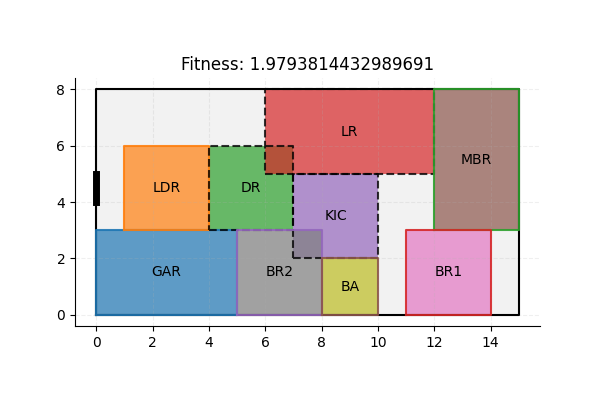 Fitness: 1.9793814432989691
8
LR
MBR
6
LDR
DR
4
KIC
2
GAR
BR2
BA
BR1
0
0 2 4 6 8 10 12 14